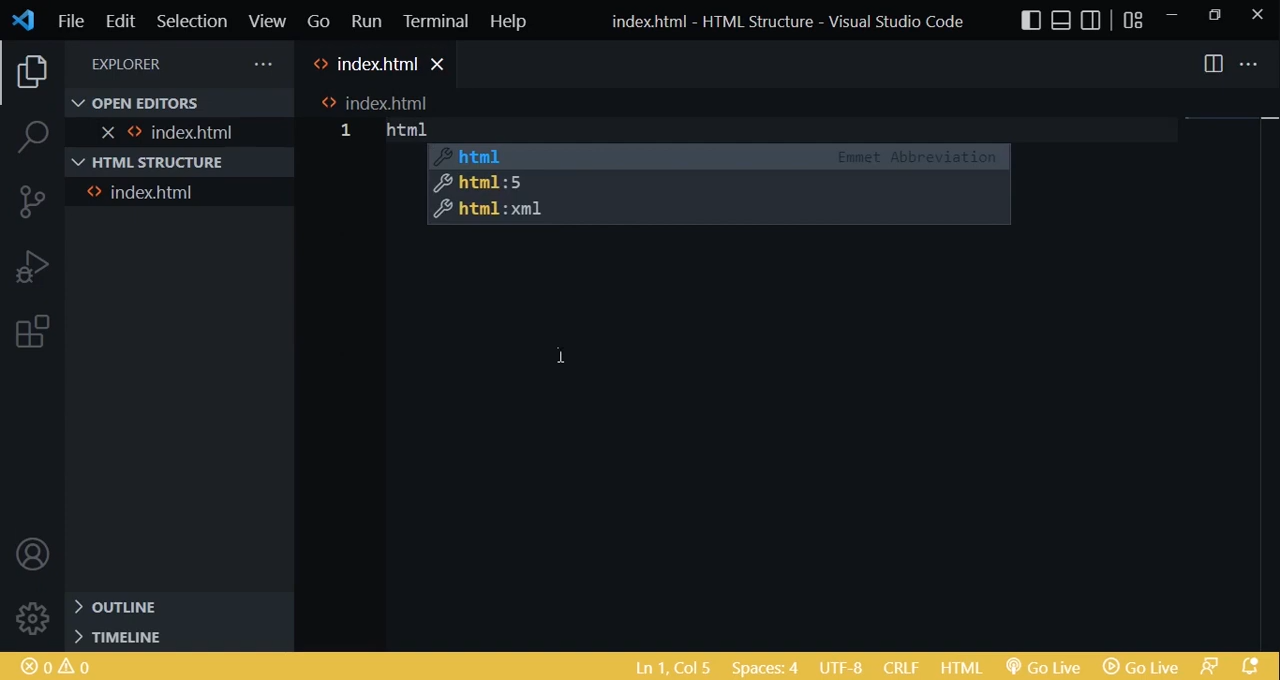 File Edit Selection View Go Run Terminal Help index.html - HTML Structure - Visual Studio Code
EXPLORER
OPEN EDITORS
index.html
HTML STRUCTURE
index.html
OUTLINE
TIMELINE
index.html
index.html
1 html
html Emmet Abbreviation
html:5
html:xml
0 0 Ln 1, Col 5 Spaces: 4 UTF-8 CRLF HTML Go Live Go Live